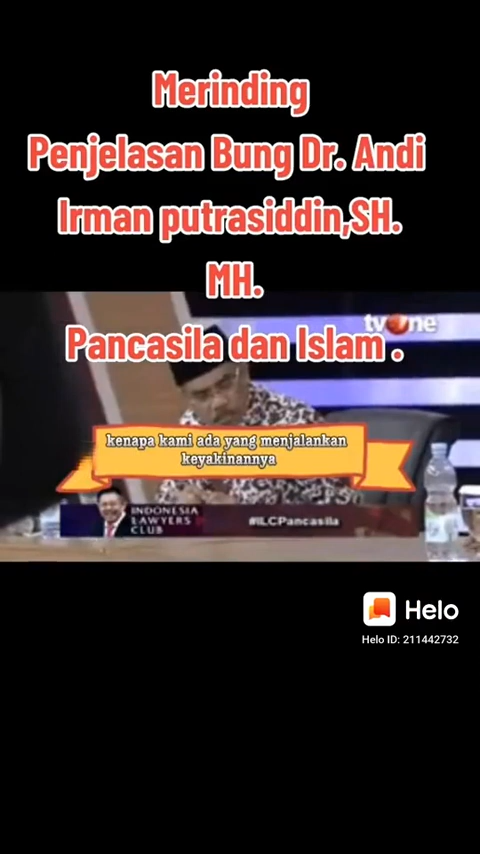 Merinding
Penjelasan Bung Dr. Andi
Irman putrasiddin,SH.
MH.
tvOne
Pancasila dan Islam .
kenapa kami ada yang menjalankan
keyakinannya
INDONESIA
LAWYERS
CLUB
#ILCPancasila
Helo
Helo ID: 211442732